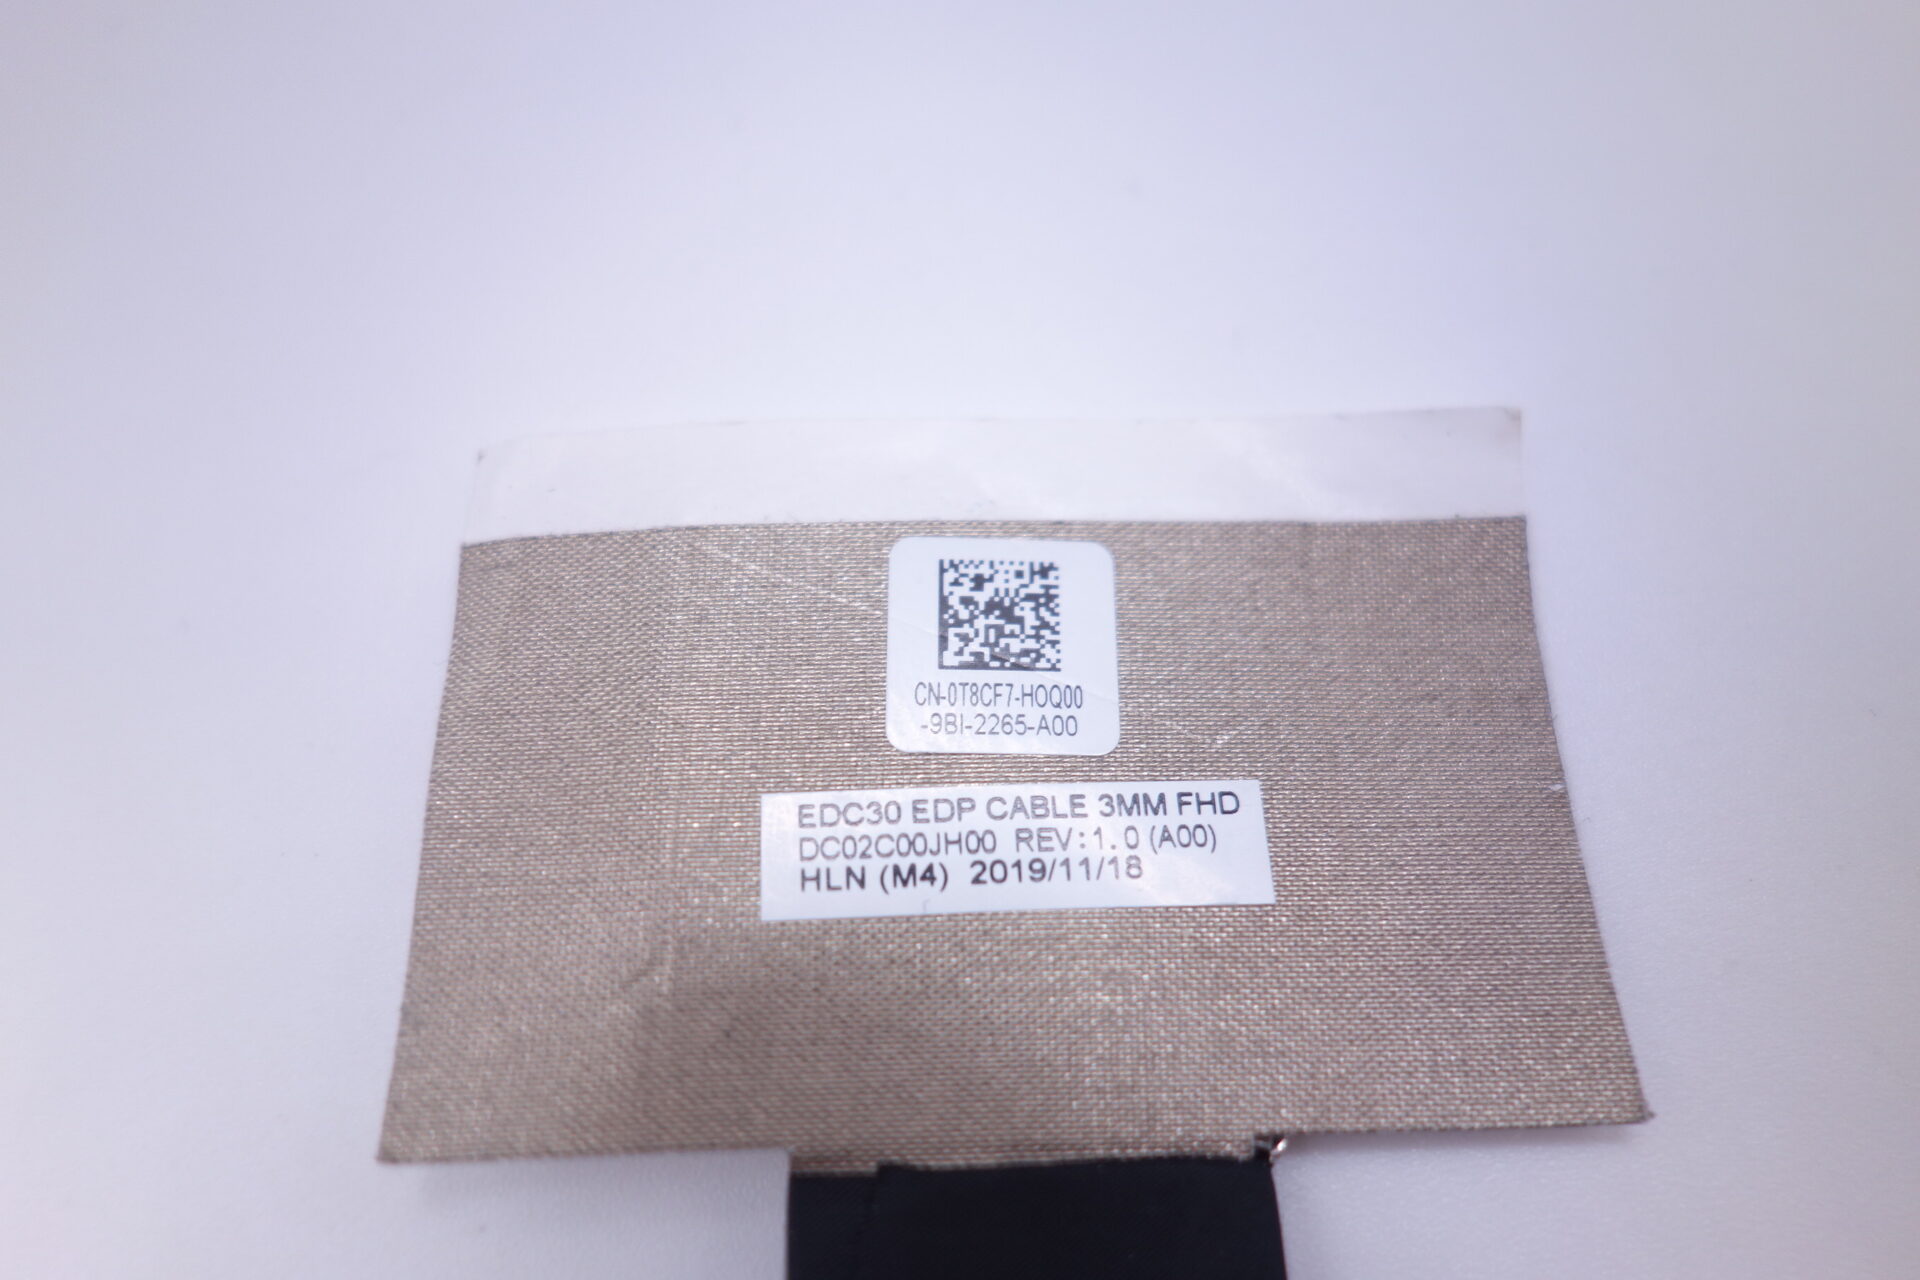 CN-0T8CF7-HOQ00
-9BI-2265-A00
EDC30 EDP CABLE 3MM FHD
DC02C00JH00 REV:1.0 (A00)
HLN (M4) 2019/11/18